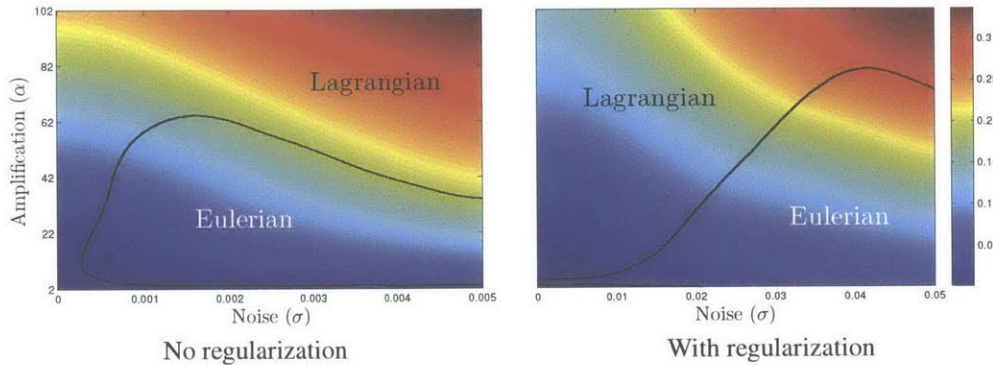 102
82
62
42
22
2
Amplification (α)
Lagrangian
Eulerian
0
0.001
0.002
0.003
0.004
0.005
Noise (σ)
No regularization
Lagrangian
Eulerian
0
0.01
0.02
0.03
0.04
0.05
Noise (σ)
With regularization
0.3
0.25
0.2
0.15
0.1
0.0